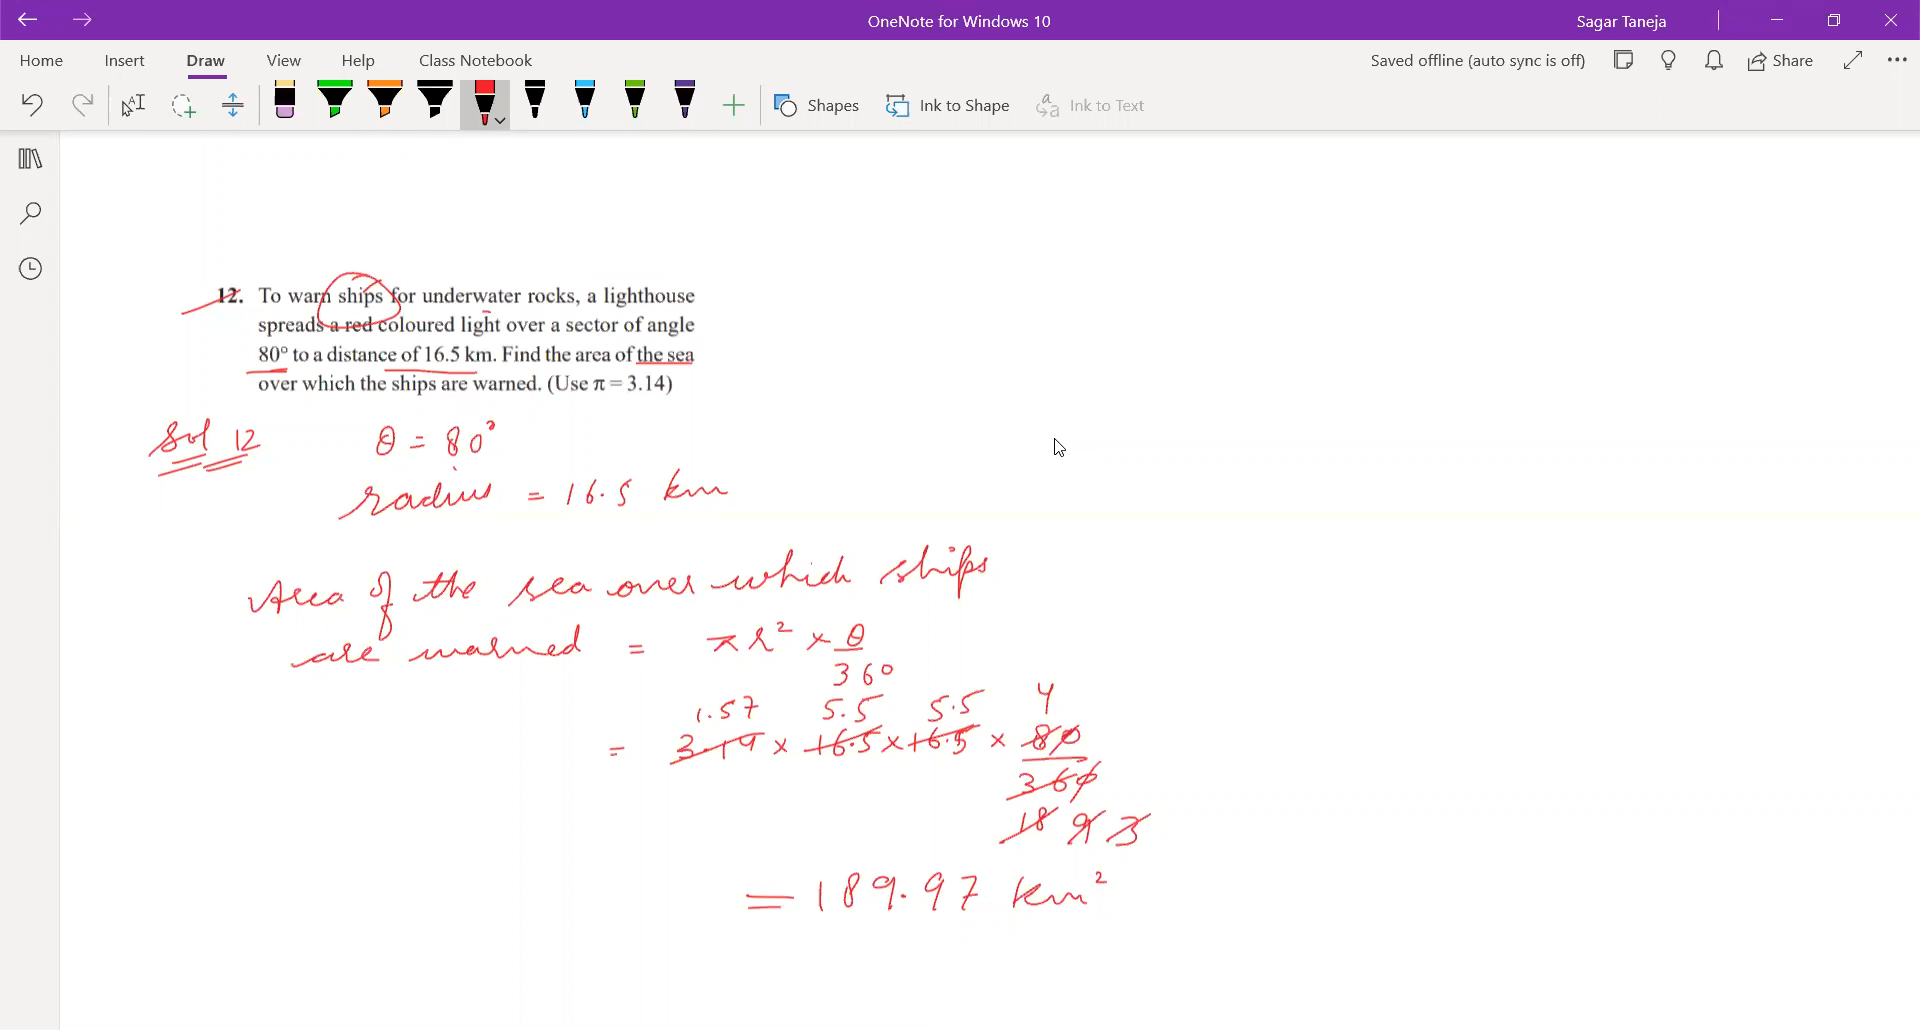 OneNote for Windows 10
Sagar Taneja
Home Insert Draw View Help Class Notebook
Saved offline (auto sync is off) Share
Shapes Ink to Shape Ink to Text
12. To warn ships for underwater rocks, a lighthouse
spreads a red coloured light over a sector of angle
80° to a distance of 16.5 km. Find the area of the sea
over which the ships are warned. (Use π = 3.14)
Sol 12 θ = 80°
radius = 16.5 km
Area of the sea over which ships
are warned = πr² × θ
360
1.57 5.5 5.5 4
= 3.14 × 16.5 × 16.5 × 80
360
18 9 3
= 189.97 km²